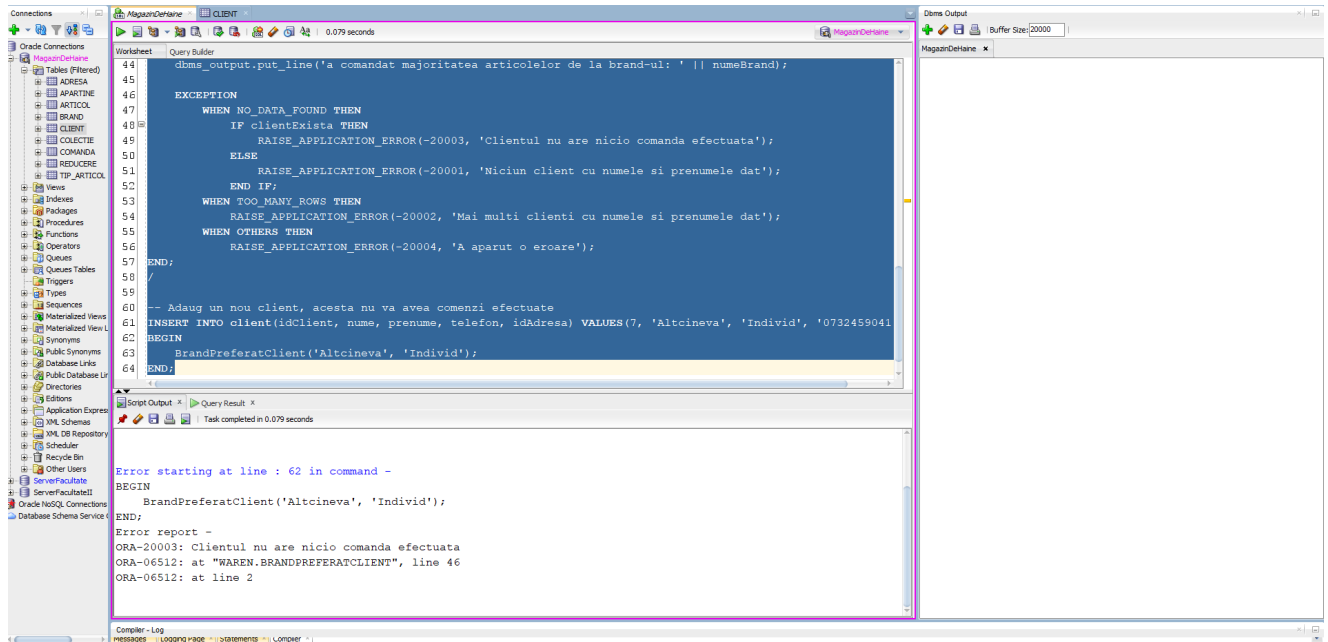 Connections
Oracle Connections
MagazinDeHaine
Tables (Filtered)
ADRESA
APARTINE
ARTICOL
BRAND
CLIENT
COLECTIE
COMANDA
REDUCERE
TIP_ARTICOL
Views
Indexes
Packages
Procedures
Functions
Operators
Queues
Queues Tables
Triggers
Types
Sequences
Materialized Views
Materialized View L
Synonyms
Public Synonyms
Database Links
Public Database Lin
Directories
Editions
Application Expres
XML Schemas
XML DB Repository
Scheduler
Recycle Bin
Other Users
ServerFacultate
ServerFacultateII
Oracle NoSQL Connections
Database Schema Service
MagazinDeHaine CLIENT
0.079 seconds MagazinDeHaine
Worksheet Query Builder
44 dbms_output.put_line('a comandat majoritatea articolelor de la brand-ul: ' || numeBrand);
45
46 EXCEPTION
47 WHEN NO_DATA_FOUND THEN
48 IF clientExista THEN
49 RAISE_APPLICATION_ERROR(-20003, 'Clientul nu are nicio comanda efectuata');
50 ELSE
51 RAISE_APPLICATION_ERROR(-20001, 'Niciun client cu numele si prenumele dat');
52 END IF;
53 WHEN TOO_MANY_ROWS THEN
54 RAISE_APPLICATION_ERROR(-20002, 'Mai multi clienti cu numele si prenumele dat');
55 WHEN OTHERS THEN
56 RAISE_APPLICATION_ERROR(-20004, 'A aparut o eroare');
57 END;
58 /
59
60 -- Adaug un nou client, acesta nu va avea comenzi efectuate
61 INSERT INTO client(idClient, nume, prenume, telefon, idAdresa) VALUES(7, 'Altcineva', 'Individ', '0732459041
62 BEGIN
63 BrandPreferatClient('Altcineva', 'Individ');
64 END;
Script Output x Query Result x
Task completed in 0.079 seconds
Error starting at line : 62 in command -
BEGIN
BrandPreferatClient('Altcineva', 'Individ');
END;
Error report -
ORA-20003: Clientul nu are nicio comanda efectuata
ORA-06512: at "WAREN.BRANDPREFERATCLIENT", line 46
ORA-06512: at line 2
Compiler - Log
Messages Logging Page Statements Compiler
Dbms Output
Buffer Size: 20000
MagazinDeHaine x